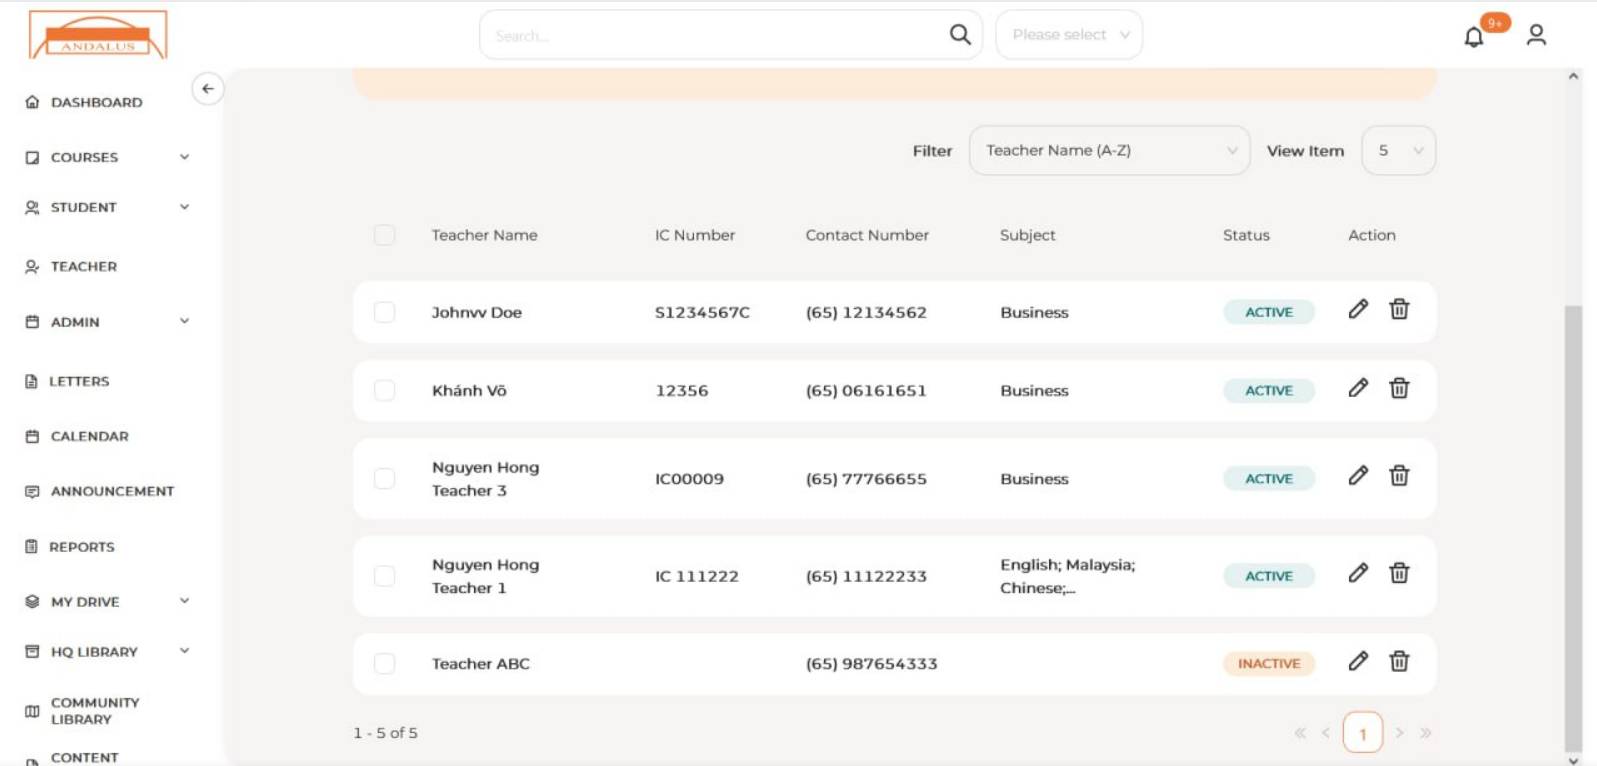 ANDALUS
Search...
Please select
9+
DASHBOARD
COURSES
STUDENT
TEACHER
ADMIN
LETTERS
CALENDAR
ANNOUNCEMENT
REPORTS
MY DRIVE
HQ LIBRARY
COMMUNITY
LIBRARY
CONTENT
Filter Teacher Name (A-Z) View Item 5
Teacher Name IC Number Contact Number Subject Status Action
Johnvv Doe S1234567C (65) 12134562 Business ACTIVE
Khánh Võ 12356 (65) 06161651 Business ACTIVE
Nguyen Hong
Teacher 3 IC00009 (65) 77766655 Business ACTIVE
Nguyen Hong
Teacher 1 IC 111222 (65) 11122233 English; Malaysia;
Chinese;... ACTIVE
Teacher ABC (65) 987654333 INACTIVE
1 - 5 of 5
« < 1 > »